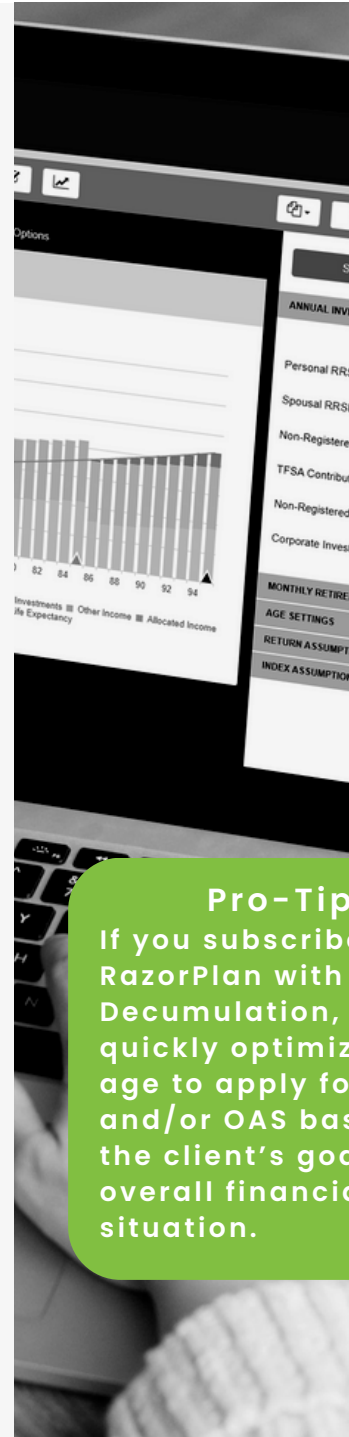 Options
S
ANNUAL INV
Personal RRS
Spousal RRS
Non-Registere
TFSA Contribu
Non-Registered
Corporate Inves
82 84 86 88 90 92 94
Investments Other Income Allocated Income
ife Expectancy
MONTHLY RETIRE
AGE SETTINGS
RETURN ASSUMPT
INDEX ASSUMPTION
Pro-Tip
If you subscribe
RazorPlan with
Decumulation,
quickly optimiz
age to apply fo
and/or OAS bas
the client's goa
overall financia
situation.
Y
H
N